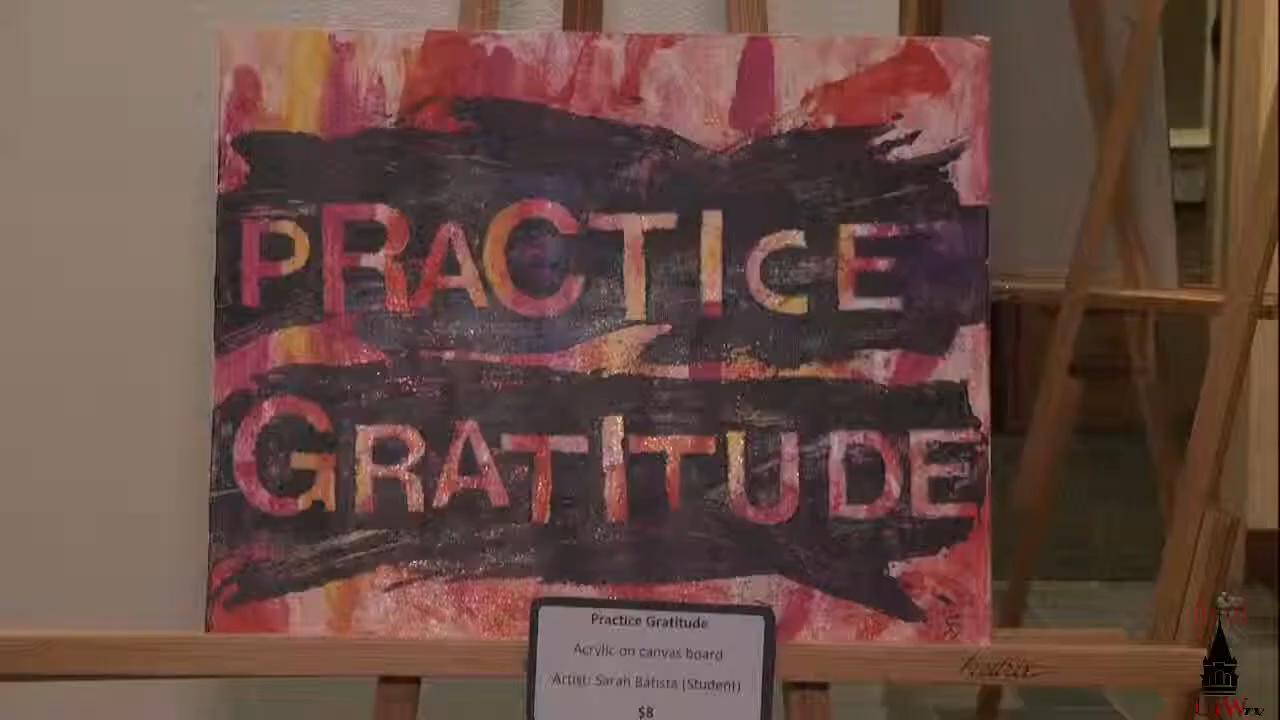 PRACTICE
GRATITUDE
Practice Gratitude
Acrylic on canvas board
Artist: Sarah Batista (Student)
$8